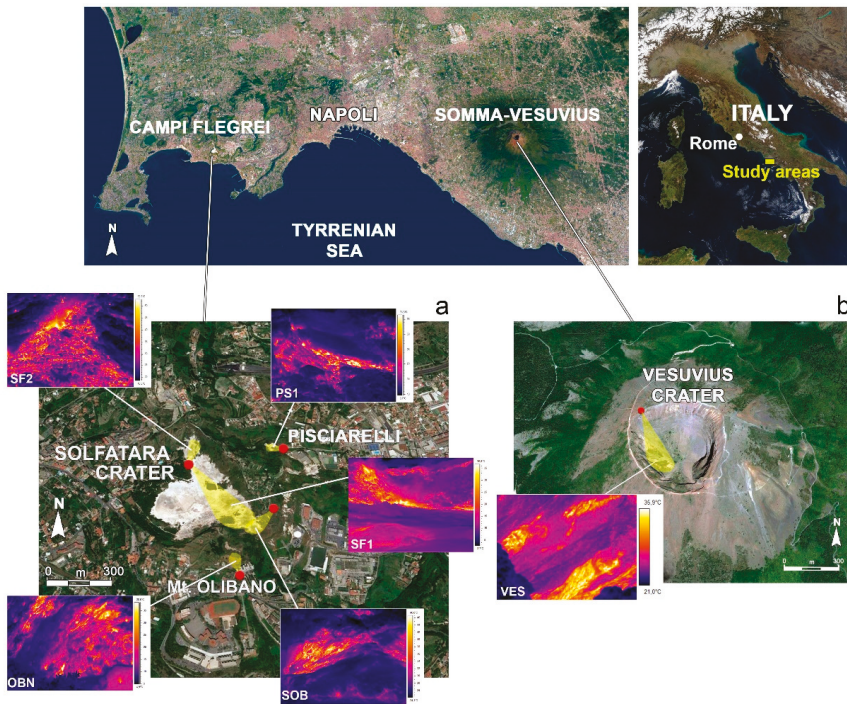 CAMPI FLEGREI
NAPOLI
SOMMA-VESUVIUS
N
TYRRENIAN
SEA
ITALY
Rome
Study areas
a
SF2
PS1
SOLFATARA
CRATER
PISCIARELLI
N
SF1
0 m 300
Mt. OLIBANO
OBN
SOB
b
VESUVIUS
CRATER
35,9°C
21,0°C
VES
N
0 m 300